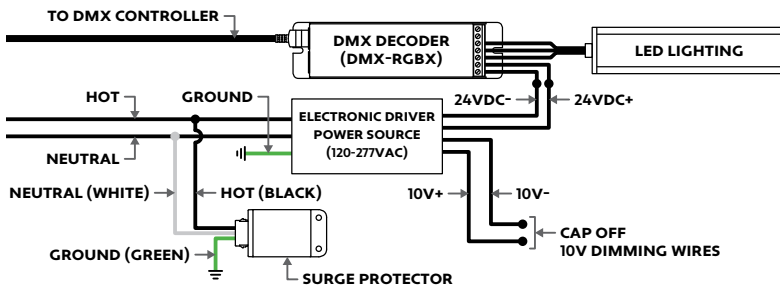 TO DMX CONTROLLER
DMX DECODER
(DMX-RGBX)
LED LIGHTING
HOT
GROUND
ELECTRONIC DRIVER
POWER SOURCE
(120-277VAC)
24VDC-
24VDC+
NEUTRAL
NEUTRAL (WHITE)
HOT (BLACK)
10V+
10V-
CAP OFF
10V DIMMING WIRES
GROUND (GREEN)
SURGE PROTECTOR